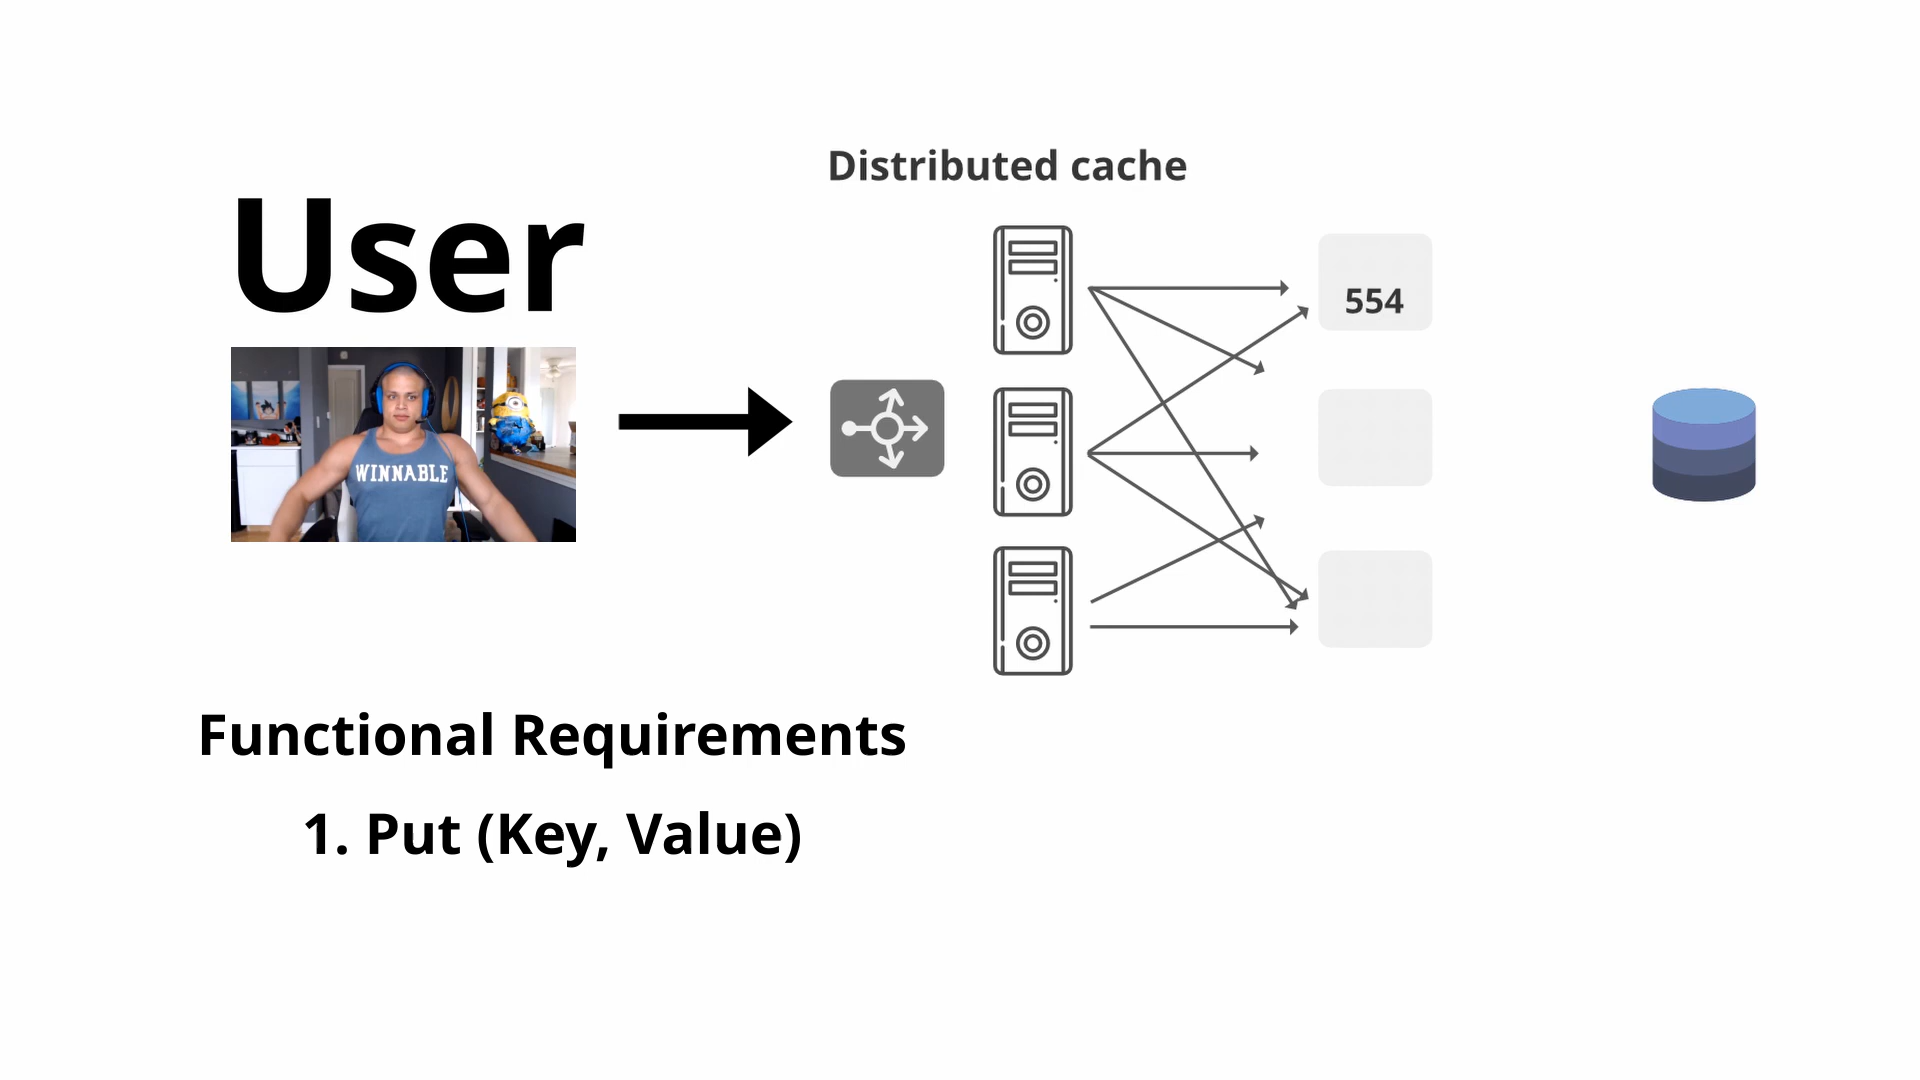 Distributed cache
User
554
WINNABLE
Functional Requirements
1. Put (Key, Value)